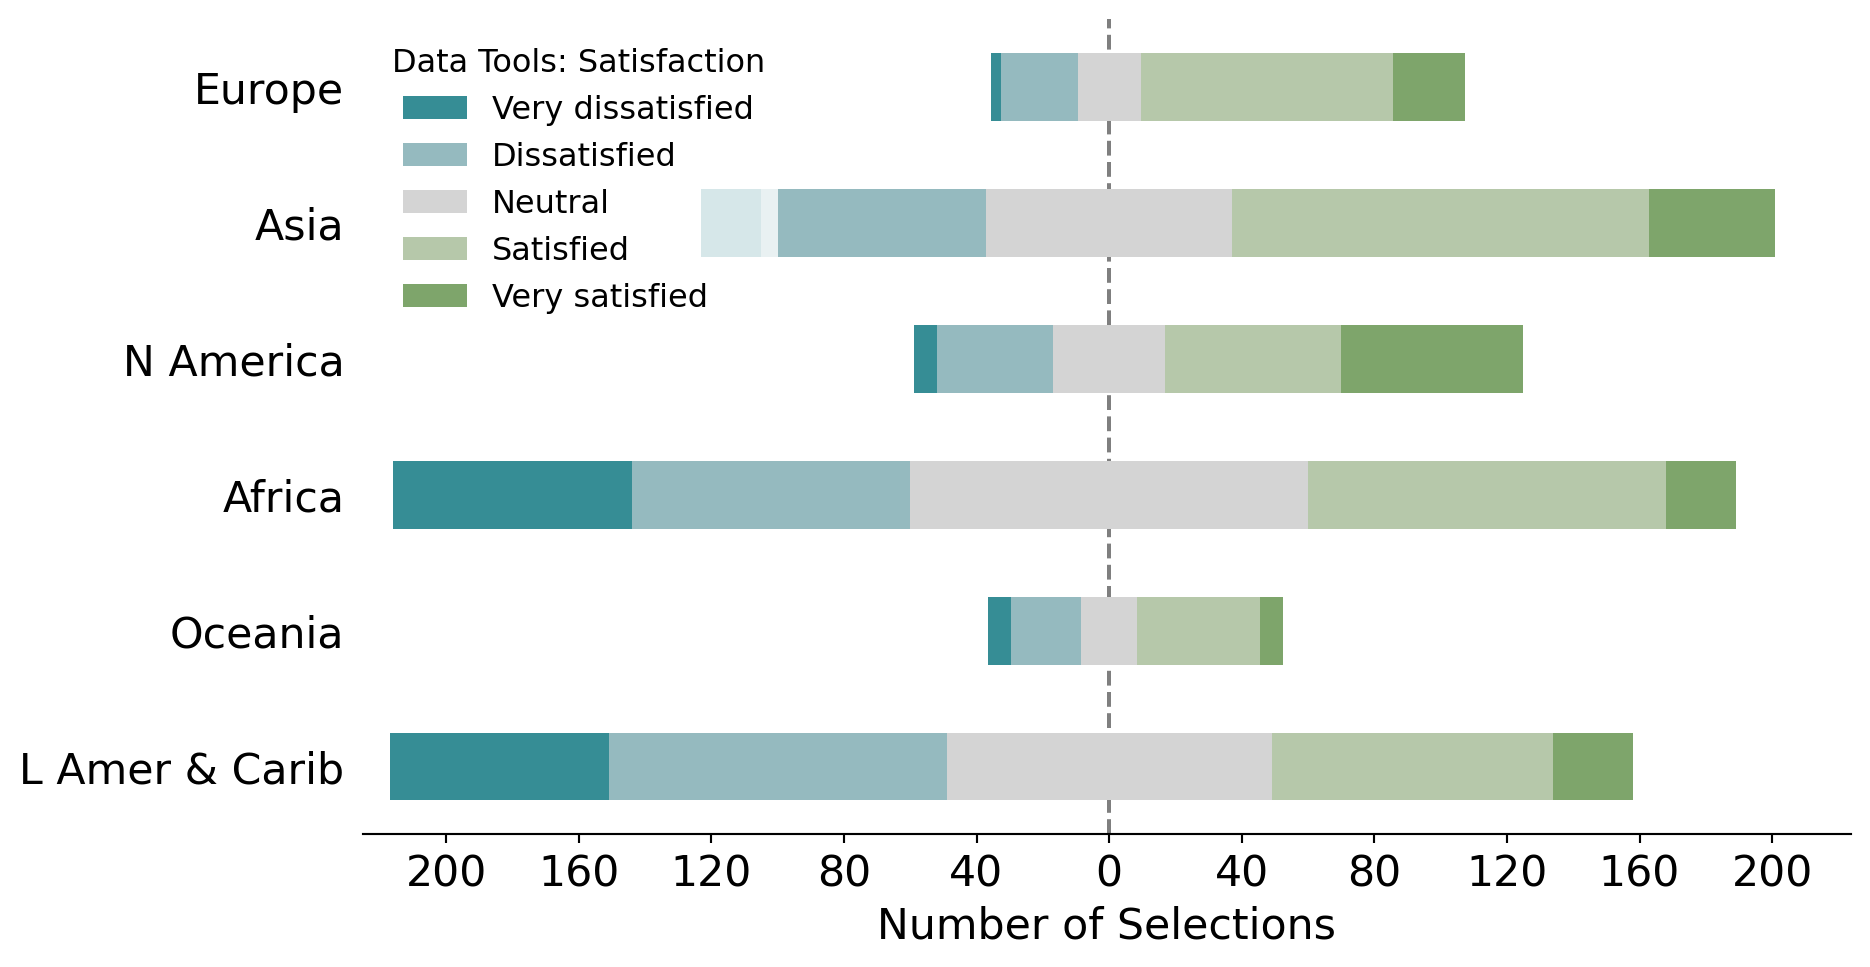 Data Tools: Satisfaction
Very dissatisfied
Dissatisfied
Neutral
Satisfied
Very satisfied
Europe
Asia
N America
Africa
Oceania
L Amer & Carib
200 160 120 80 40 0 40 80 120 160 200
Number of Selections